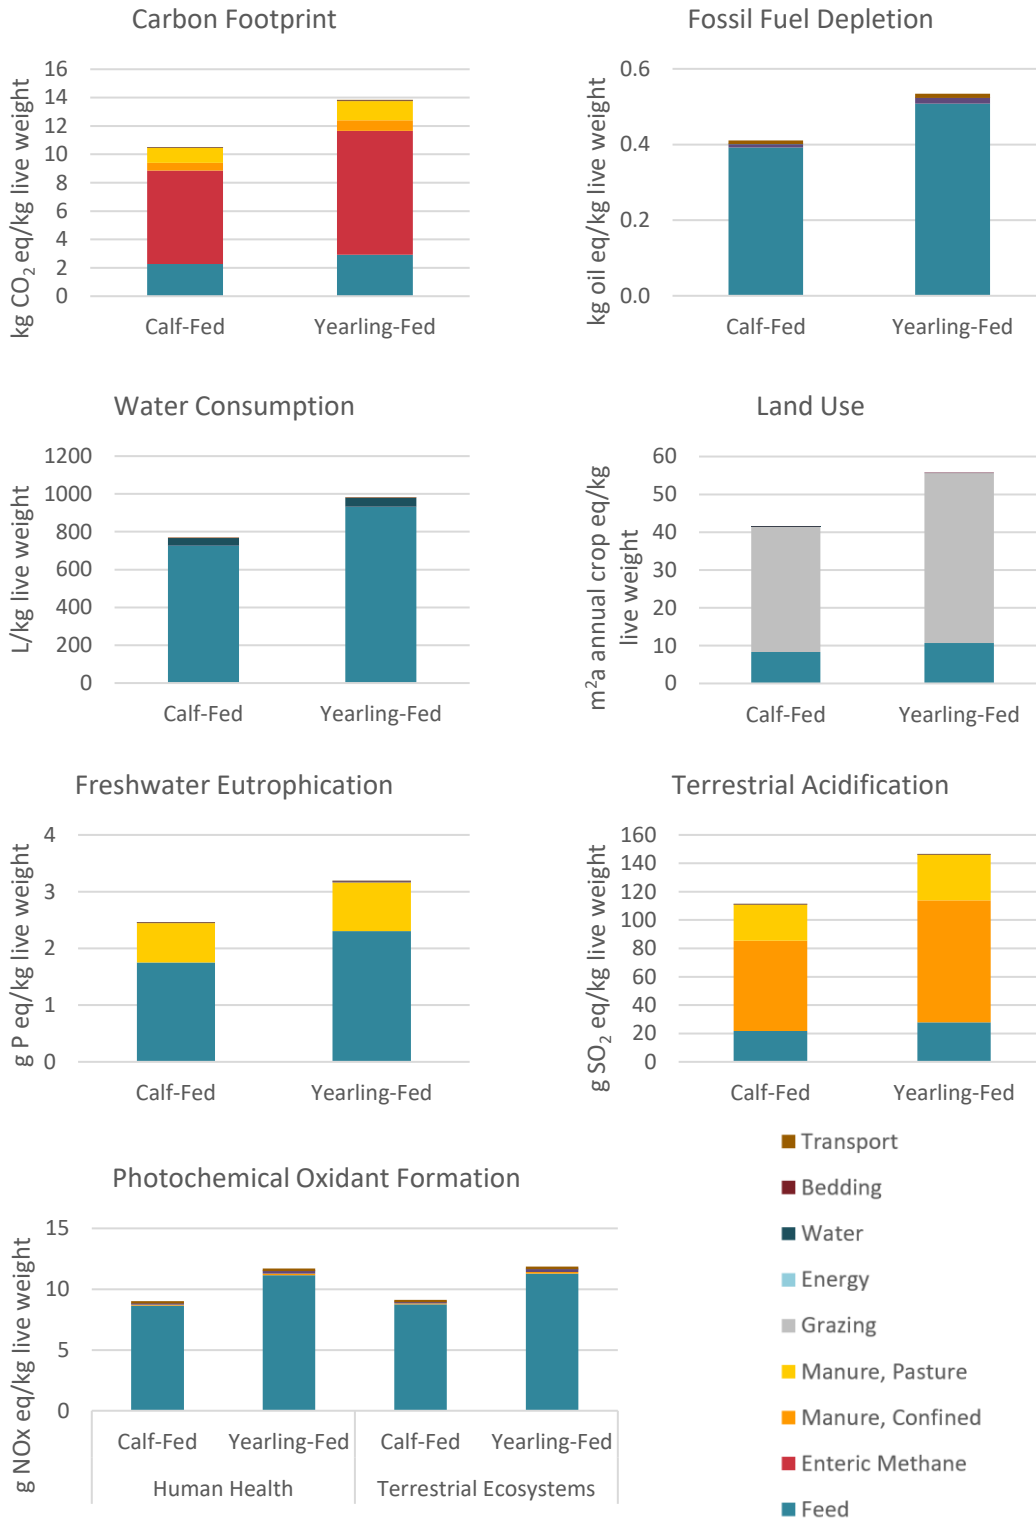 Carbon Footprint
kg CO₂ eq/kg live weight
16
14
12
10
8
6
4
2
0
Calf-Fed Yearling-Fed
Fossil Fuel Depletion
kg oil eq/kg live weight
0.6
0.4
0.2
0.0
Calf-Fed Yearling-Fed
Water Consumption
L/kg live weight
1200
1000
800
600
400
200
0
Calf-Fed Yearling-Fed
Land Use
m²a annual crop eq/kg
live weight
60
50
40
30
20
10
0
Calf-Fed Yearling-Fed
Freshwater Eutrophication
g P eq/kg live weight
4
3
2
1
0
Calf-Fed Yearling-Fed
Terrestrial Acidification
g SO₂ eq/kg live weight
160
140
120
100
80
60
40
20
0
Calf-Fed Yearling-Fed
Photochemical Oxidant Formation
g NOx eq/kg live weight
15
10
5
0
Calf-Fed Yearling-Fed Calf-Fed Yearling-Fed
Human Health Terrestrial Ecosystems
Transport
Bedding
Water
Energy
Grazing
Manure, Pasture
Manure, Confined
Enteric Methane
Feed